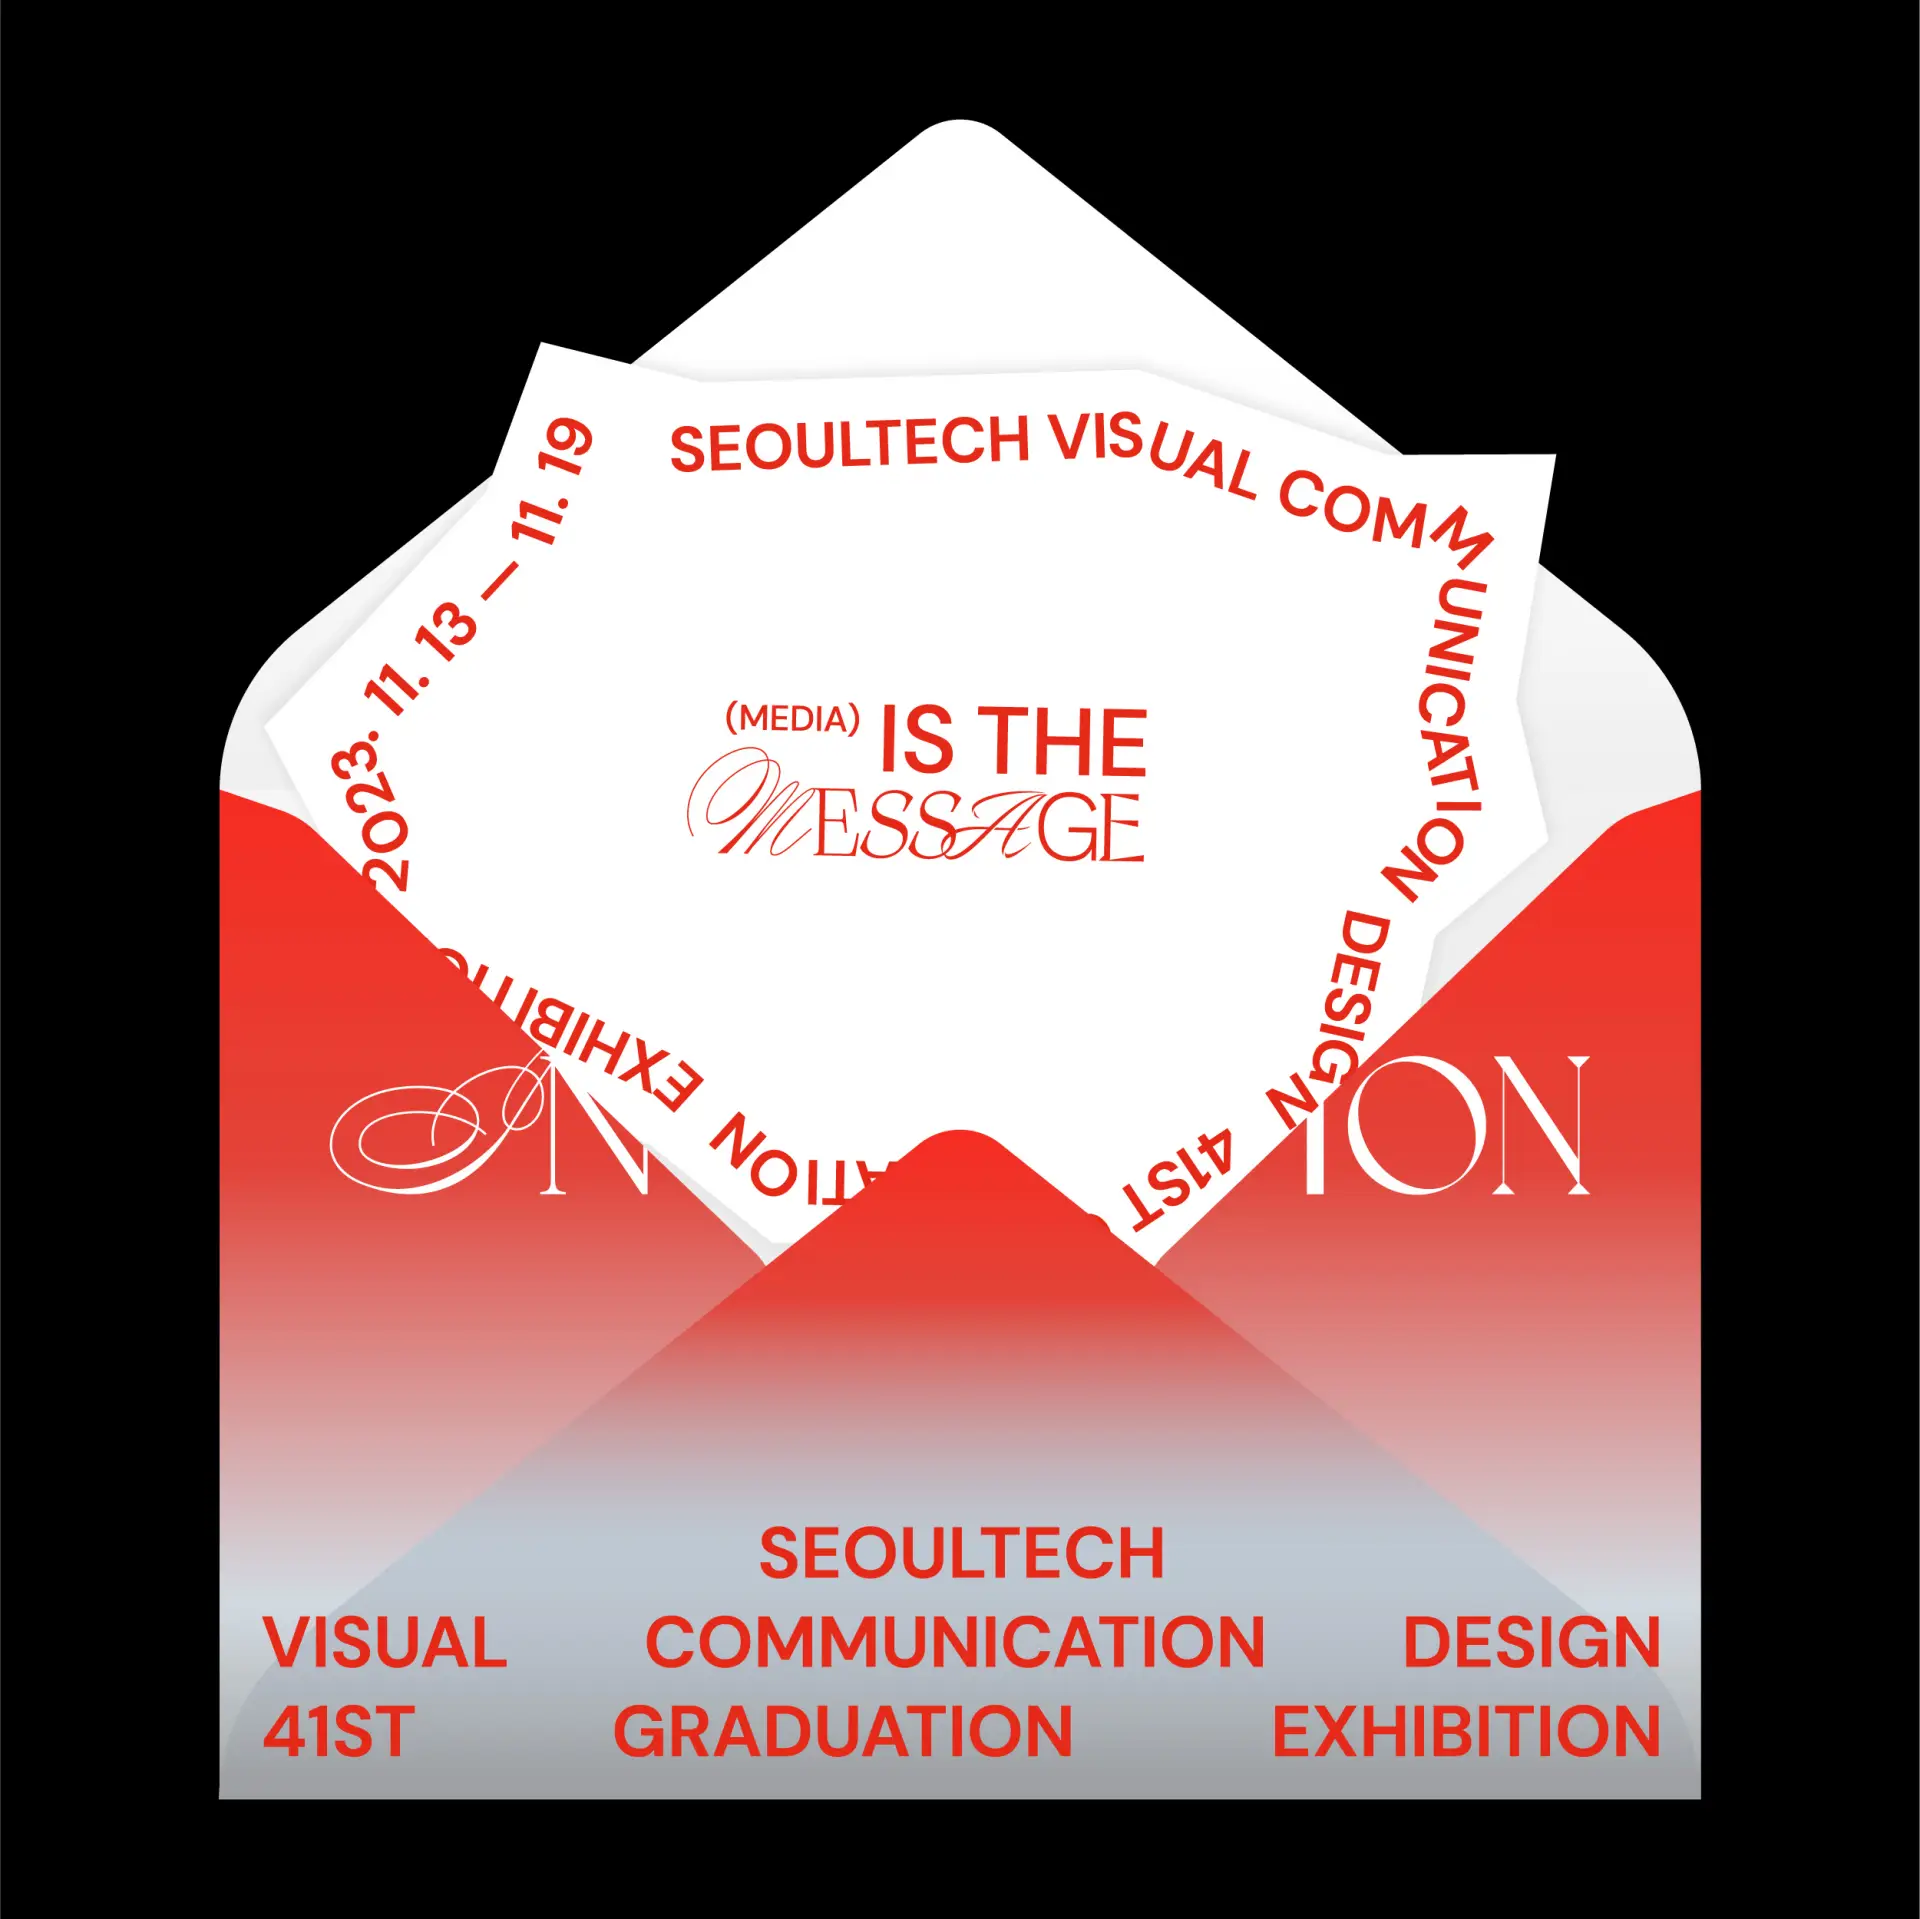 SEOULTECH VISUAL COMMUNICATION DESIGN 41ST
EXHIBITION
2023. 11. 13 — 11. 19
(MEDIA) IS THE
MESSAGE
SEOULTECH
VISUAL COMMUNICATION DESIGN
41ST GRADUATION EXHIBITION